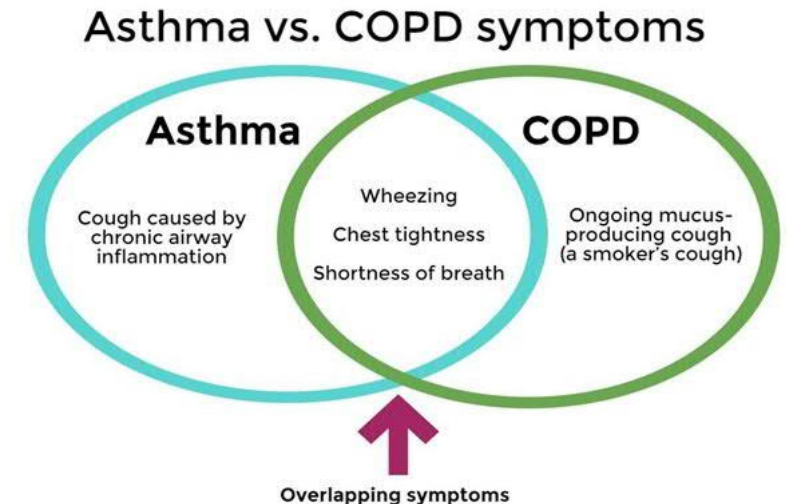 Asthma vs. COPD symptoms
Asthma
COPD
Cough caused by
chronic airway
inflammation
Wheezing
Chest tightness
Shortness of breath
Ongoing mucus-
producing cough
(a smoker's cough)
Overlapping symptoms